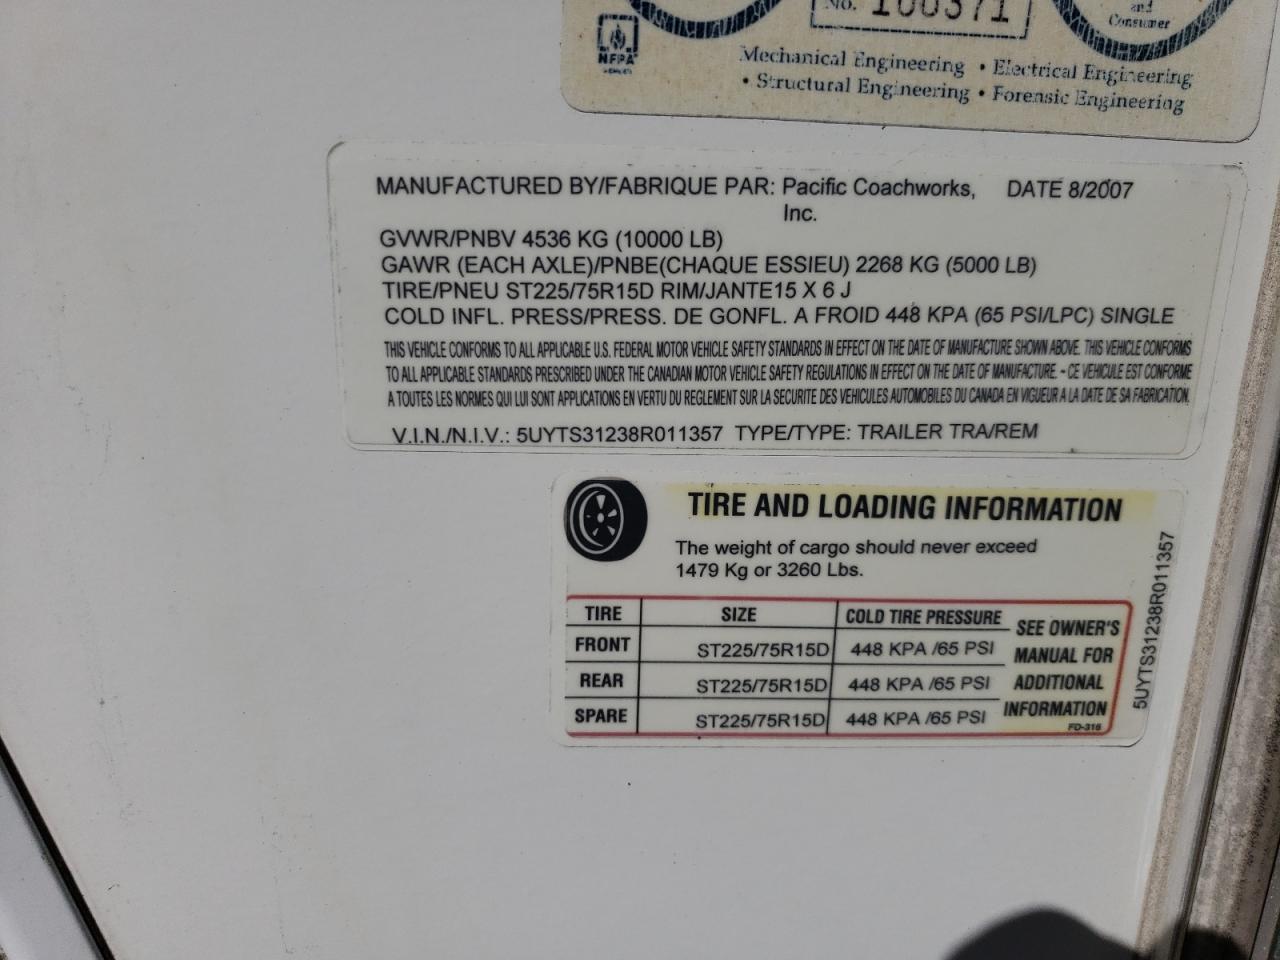 No. 100371
and
Consumer
NFPA
Mechanical Engineering • Electrical Engineering
• Structural Engineering • Forensic Engineering
MANUFACTURED BY/FABRIQUE PAR: Pacific Coachworks, Inc. DATE 8/2007
GVWR/PNBV 4536 KG (10000 LB)
GAWR (EACH AXLE)/PNBE(CHAQUE ESSIEU) 2268 KG (5000 LB)
TIRE/PNEU ST225/75R15D RIM/JANTE15 X 6 J
COLD INFL. PRESS/PRESS. DE GONFL. A FROID 448 KPA (65 PSI/LPC) SINGLE
THIS VEHICLE CONFORMS TO ALL APPLICABLE U.S. FEDERAL MOTOR VEHICLE SAFETY STANDARDS IN EFFECT ON THE DATE OF MANUFACTURE SHOWN ABOVE. THIS VEHICLE CONFORMS
TO ALL APPLICABLE STANDARDS PRESCRIBED UNDER THE CANADIAN MOTOR VEHICLE SAFETY REGULATIONS IN EFFECT ON THE DATE OF MANUFACTURE. - CE VEHICULE EST CONFORME
A TOUTES LES NORMES QUI LUI SONT APPLICATIONS EN VERTU DU REGLEMENT SUR LA SECURITE DES VEHICULES AUTOMOBILES DU CANADA EN VIGUEUR A LA DATE DE SA FABRICATION.
V.I.N./N.I.V.: 5UYTS31238R011357 TYPE/TYPE: TRAILER TRA/REM
TIRE AND LOADING INFORMATION
The weight of cargo should never exceed
1479 Kg or 3260 Lbs.
TIRE SIZE COLD TIRE PRESSURE
FRONT ST225/75R15D 448 KPA /65 PSI
REAR ST225/75R15D 448 KPA /65 PSI
SPARE ST225/75R15D 448 KPA /65 PSI
SEE OWNER'S
MANUAL FOR
ADDITIONAL
INFORMATION
FD-316
5UYTS31238R011357